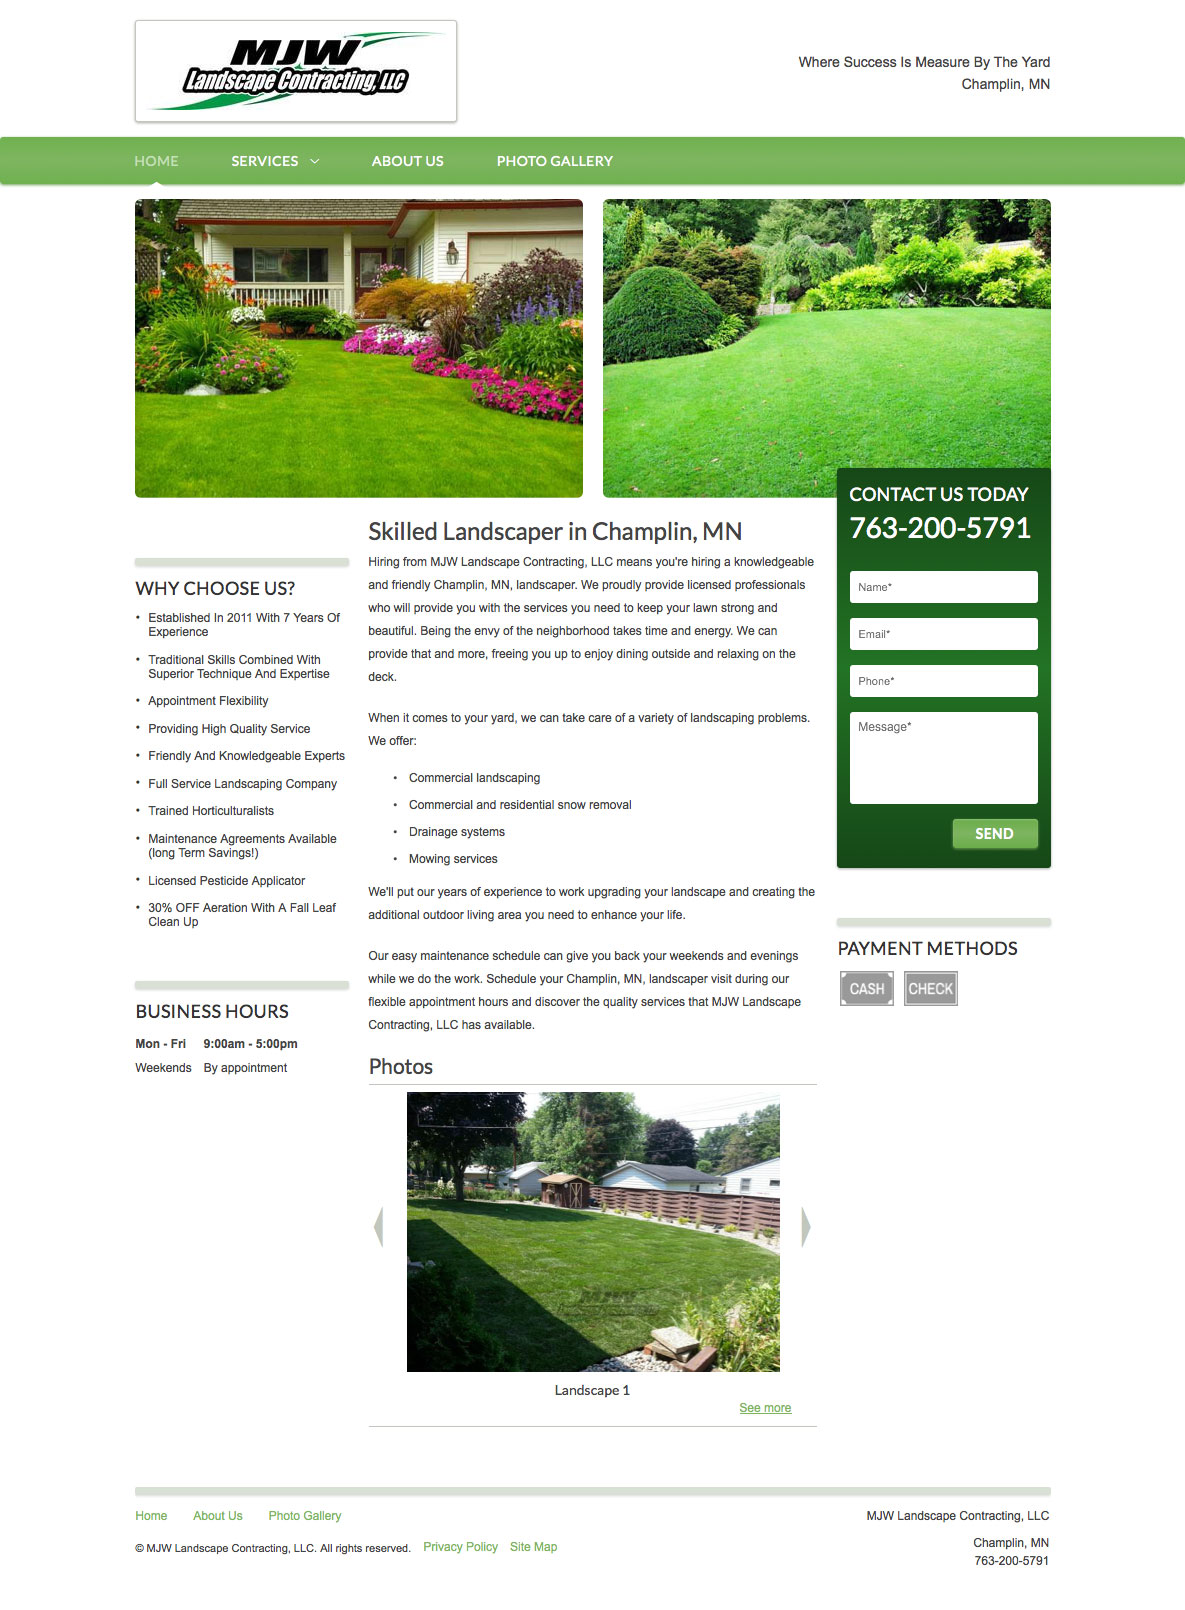 MJW
Landscape Contracting, LLC
Where Success Is Measure By The Yard
Champlin, MN
HOME
SERVICES
ABOUT US
PHOTO GALLERY
CONTACT US TODAY
763-200-5791
Name*
Email*
Phone*
Message*
SEND
WHY CHOOSE US?
• Established In 2011 With 7 Years Of
Experience
• Traditional Skills Combined With
Superior Technique And Expertise
• Appointment Flexibility
• Providing High Quality Service
• Friendly And Knowledgeable Experts
• Full Service Landscaping Company
• Trained Horticulturalists
• Maintenance Agreements Available
(long Term Savings!)
• Licensed Pesticide Applicator
• 30% OFF Aeration With A Fall Leaf
Clean Up
BUSINESS HOURS
Mon - Fri 9:00am - 5:00pm
Weekends By appointment
Skilled Landscaper in Champlin, MN
Hiring from MJW Landscape Contracting, LLC means you're hiring a knowledgeable
and friendly Champlin, MN, landscaper. We proudly provide licensed professionals
who will provide you with the services you need to keep your lawn strong and
beautiful. Being the envy of the neighborhood takes time and energy. We can
provide that and more, freeing you up to enjoy dining outside and relaxing on the
deck.
When it comes to your yard, we can take care of a variety of landscaping problems.
We offer:
• Commercial landscaping
• Commercial and residential snow removal
• Drainage systems
• Mowing services
We'll put our years of experience to work upgrading your landscape and creating the
additional outdoor living area you need to enhance your life.
Our easy maintenance schedule can give you back your weekends and evenings
while we do the work. Schedule your Champlin, MN, landscaper visit during our
flexible appointment hours and discover the quality services that MJW Landscape
Contracting, LLC has available.
Photos
MJW
Landscape 1
See more
PAYMENT METHODS
CASH
CHECK
Home
About Us
Photo Gallery
© MJW Landscape Contracting, LLC. All rights reserved.
Privacy Policy
Site Map
MJW Landscape Contracting, LLC
Champlin, MN
763-200-5791